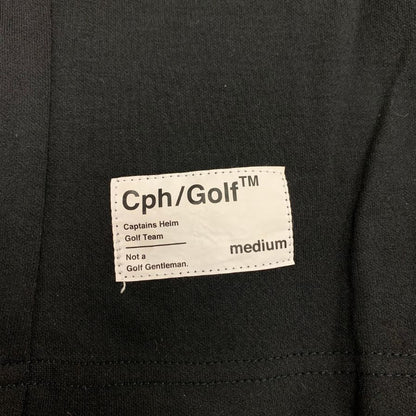 Cph/Golf™
Captains Helm
Golf Team
Not a
Golf Gentleman.
medium